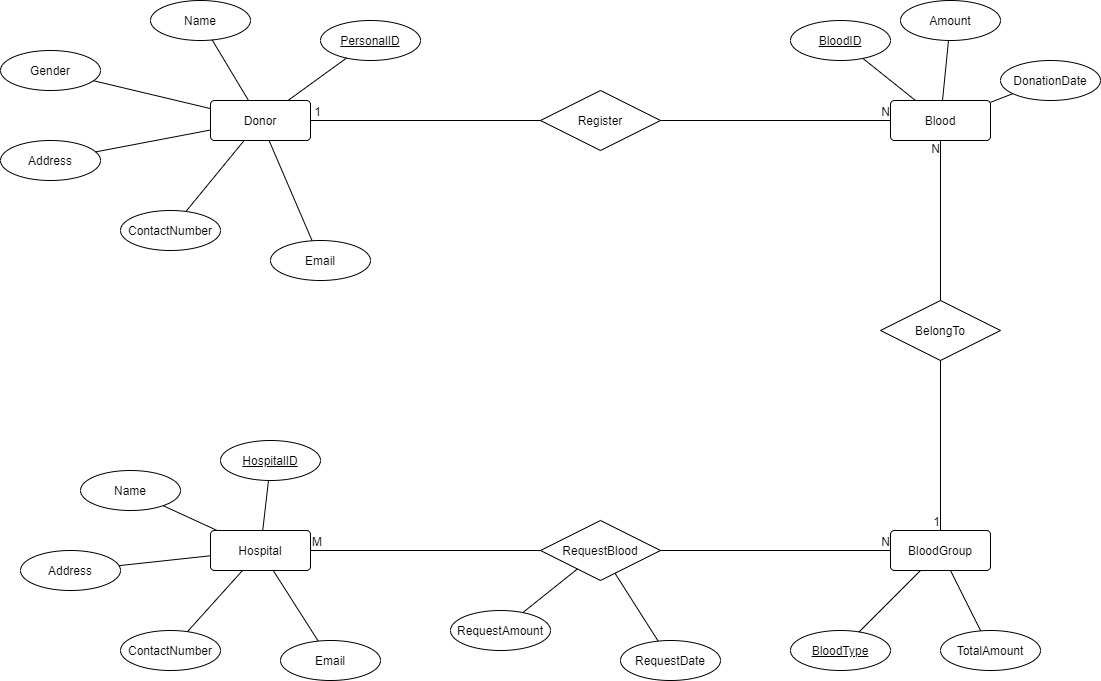 Name
PersonalID
BloodID
Amount
Gender
DonationDate
Donor
1
Register
N
Blood
Address
N
ContactNumber
Email
BelongTo
HospitalID
Name
1
Hospital
M
RequestBlood
N
BloodGroup
Address
RequestAmount
ContactNumber
Email
RequestDate
BloodType
TotalAmount